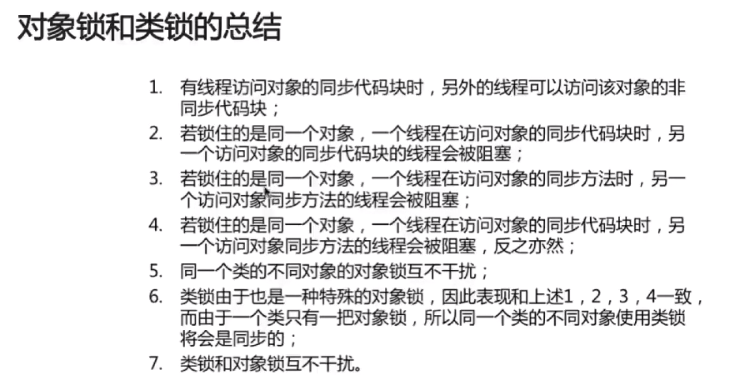 对象锁和类锁的总结
1. 有线程访问对象的同步代码块时，另外的线程可以访问该对象的非
同步代码块；
2. 若锁住的是同一个对象，一个线程在访问对象的同步代码块时，另
一个访问对象的同步代码块的线程会被阻塞；
3. 若锁住的是同一个对象，一个线程在访问对象的同步方法时，另一
个访问对象同步方法的线程会被阻塞；
4. 若锁住的是同一个对象，一个线程在访问对象的同步代码块时，另
一个访问对象同步方法的线程会被阻塞，反之亦然；
5. 同一个类的不同对象的对象锁互不干扰；
6. 类锁由于也是一种特殊的对象锁，因此表现和上述1，2，3，4一致，
而由于一个类只有一把对象锁，所以同一个类的不同对象使用类锁
将会是同步的；
7. 类锁和对象锁互不干扰。